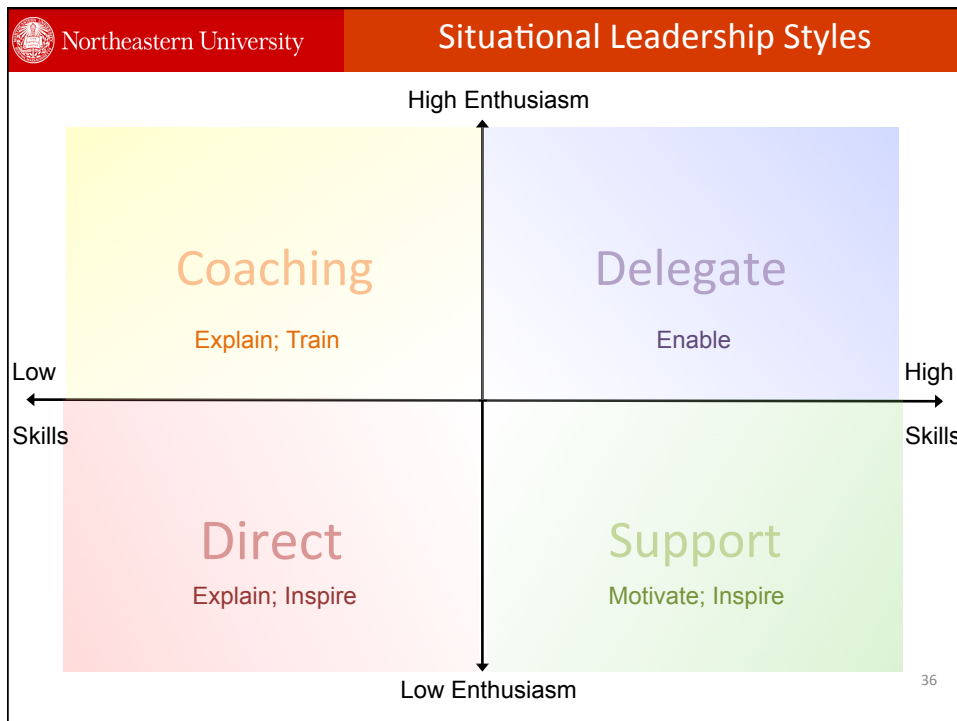 Northeastern University
Situational Leadership Styles
High Enthusiasm
Coaching
Delegate
Explain; Train
Enable
Low
High
Skills
Skills
Direct
Support
Explain; Inspire
Motivate; Inspire
Low Enthusiasm
36